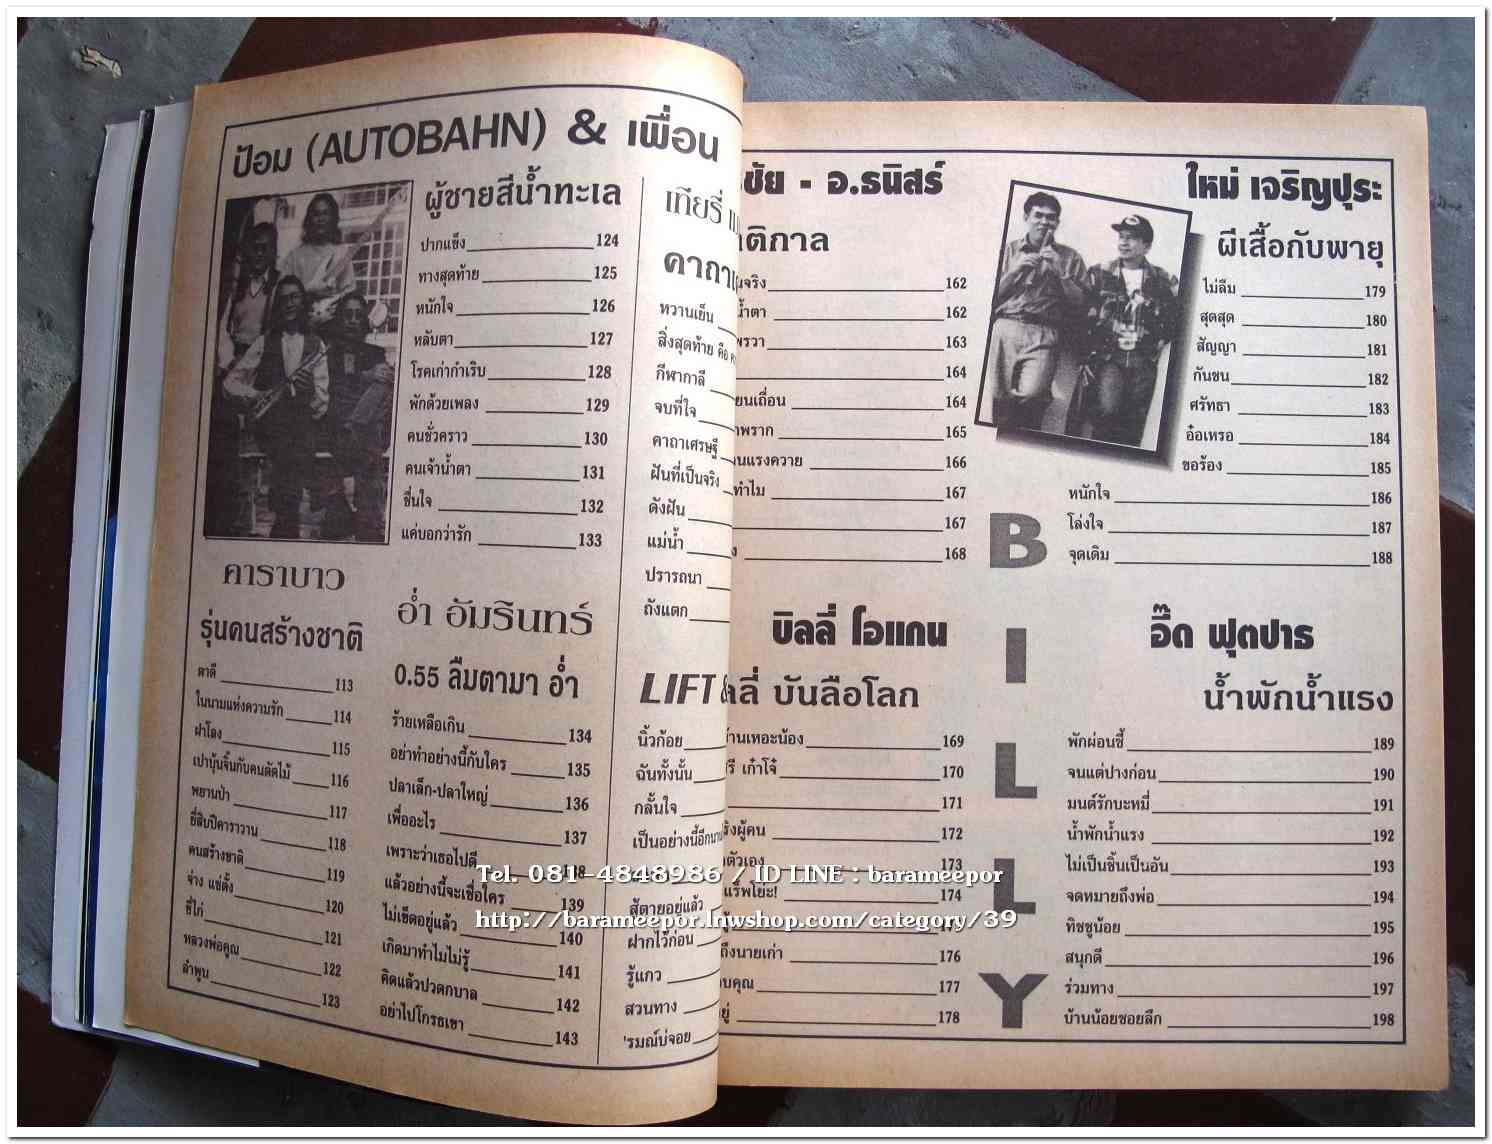 ป้อม (AUTOBAHN) & เพื่อน
ผู้ชายสีน้ำทะเล
ปากแข็ง 124
ทางสุดท้าย 125
หนักใจ 126
หลับตา 127
โรคเก่ากำเริบ 128
พักด้วยเพลง 129
คนชั่วคราว 130
คนเจ้าน้ำตา 131
ชื่นใจ 132
แค่บอกว่ารัก 133
คาราบาว
รุ่นคนสร้างชาติ
ตาดี 113
ในนามแห่งความรัก 114
ฝาโลง 115
เปาบุ้นจิ้นกับคนตัดไม้ 116
พยานป่า 117
ยี่สิบปีคาราวาน 118
คนสร้างชาติ 119
จ่าง แซ่ตั้ง 120
ขี้ไก่ 121
หลวงพ่อคูณ 122
ลำพูน 123
อ่ำ อัมรินทร์
0.55 ลืมตามา อ่ำ
ร้ายเหลือเกิน 134
อย่าทำอย่างนี้กับใคร 135
ปลาเล็ก-ปลาใหญ่ 136
เพื่ออะไร 137
เพราะว่าเธอไปดี 138
แล้วอย่างนี้จะเชื่อใคร 139
ไม่เข็ดอยู่แล้ว 140
เกิดมาทำไมไม่รู้ 141
คิดแล้วปวดกบาล 142
อย่าไปโกรธเขา 143
เทียรี่
คาถา
หวานเย็น
สิ่งสุดท้าย คือ
กีฬากาลี
จบที่ใจ
คาถาเศรษฐี
ฝันที่เป็นจริง
ดังฝัน
แม่น้ำ
ปรารถนา
ถังแตก
LIFT &
นิ้วก้อย
ฉันทั้งนั้น
กลั้นใจ
เป็นอย่างนี้อีกนาน
สู้ตายอยู่แล้ว
ฝากไว้ก่อน
รู้แกว
สวนทาง
'รมณ์บ่จอย
ชัย - อ.ธนิสร์
162
162
163
164
164
165
166
ทำไม 167
167
168
บิลลี่ โอแกน
บันลือโลก
169
เก๋าโจ๋ 170
171
172
173
174
176
177
178
B
I
L
L
Y
ใหม่ เจริญปุระ
ผีเสื้อกับพายุ
ไม่ลืม 179
สุดสุด 180
สัญญา 181
กันชน 182
ศรัทธา 183
อ๋อเหรอ 184
ขอร้อง 185
หนักใจ 186
โล่งใจ 187
จุดเดิม 188
อี๊ด ฟุตปาธ
น้ำพักน้ำแรง
พักผ่อนซี้ 189
จนแต่ปางก่อน 190
มนต์รักบะหมี่ 191
น้ำพักน้ำแรง 192
ไม่เป็นชิ้นเป็นอัน 193
จดหมายถึงพ่อ 194
ทิชชูน้อย 195
สนุกดี 196
ร่วมทาง 197
บ้านน้อยซอยลึก 198
Tel. 081-4848986 / ID LINE : barameepor
http://barameepor.lnwshop.com/category/39